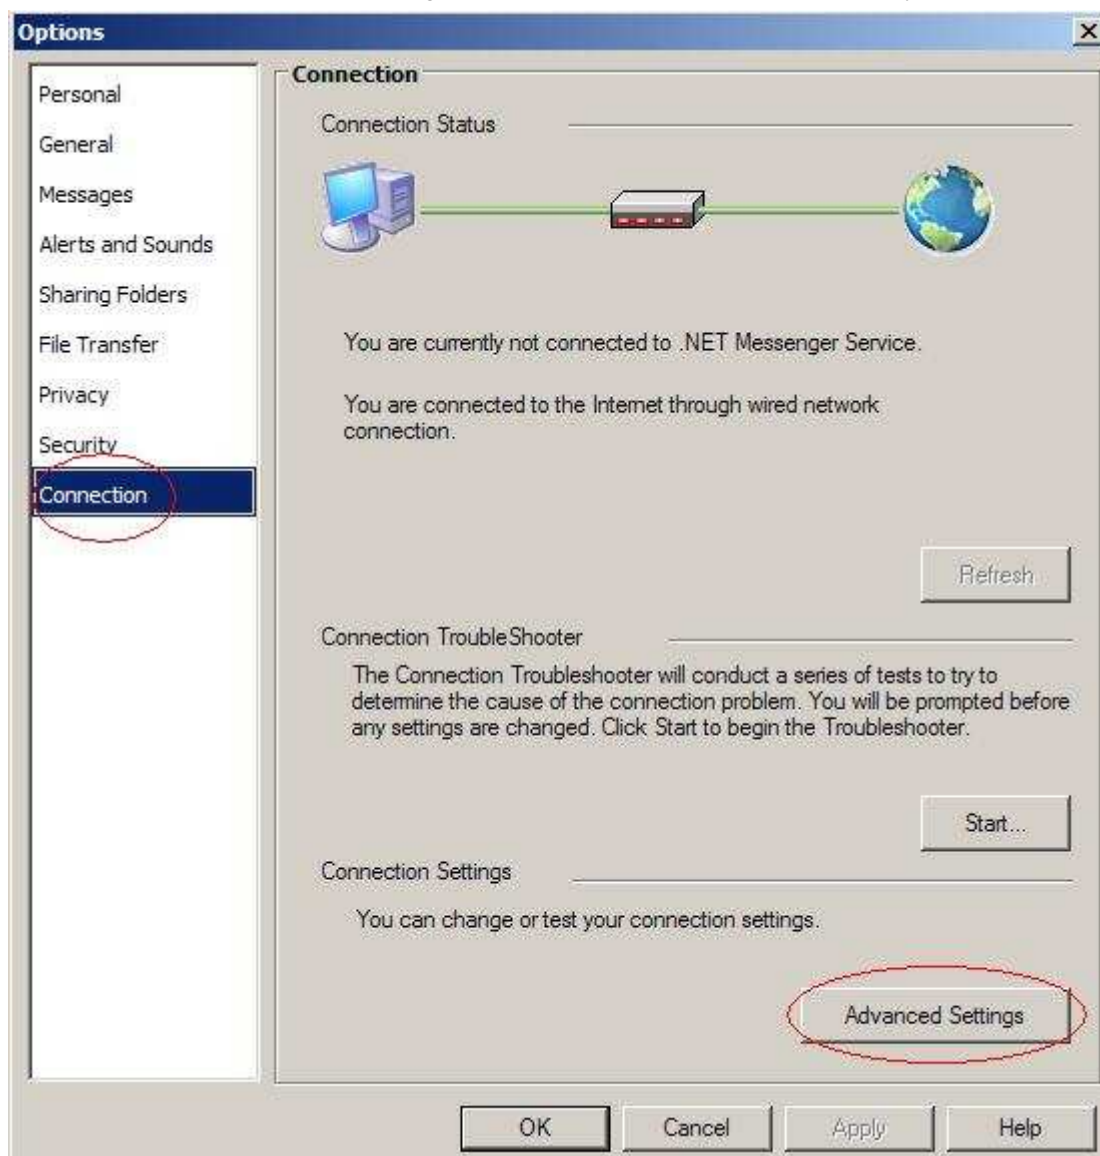 Options
Personal
General
Messages
Alerts and Sounds
Sharing Folders
File Transfer
Privacy
Security
Connection
Connection
Connection Status
You are currently not connected to .NET Messenger Service.
You are connected to the Internet through wired network
connection.
Refresh
Connection TroubleShooter
The Connection Troubleshooter will conduct a series of tests to try to
determine the cause of the connection problem. You will be prompted before
any settings are changed. Click Start to begin the Troubleshooter.
Start...
Connection Settings
You can change or test your connection settings.
Advanced Settings
OK
Cancel
Apply
Help